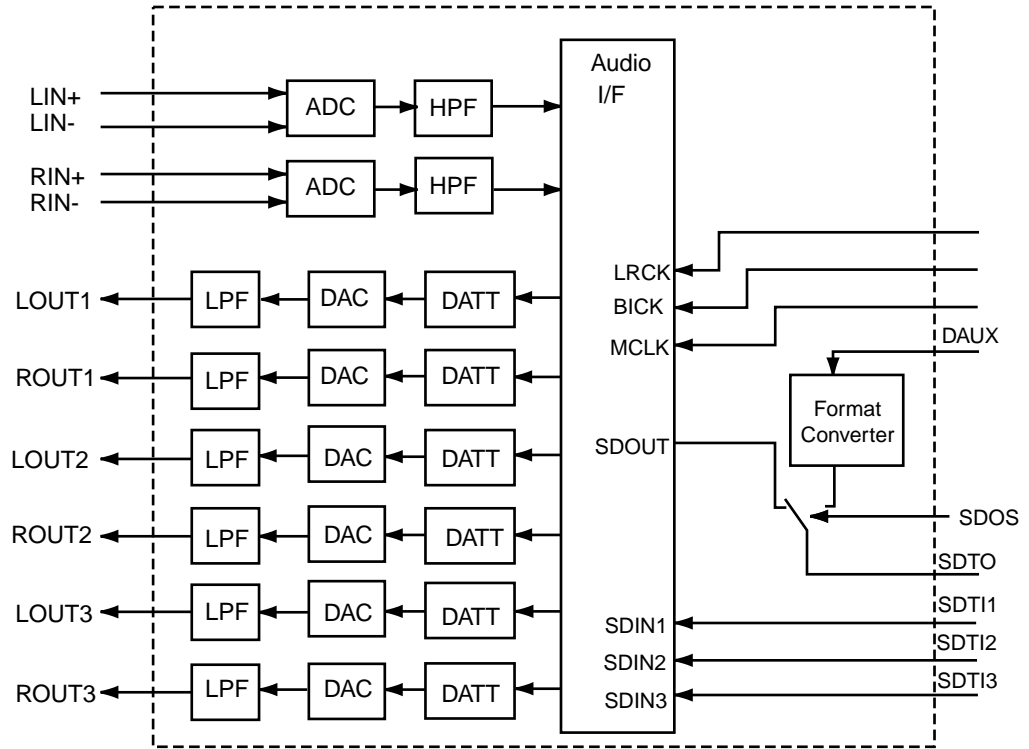 Audio
I/F
LIN+
LIN-
ADC
HPF
RIN+
RIN-
ADC
HPF
LRCK
BICK
MCLK
LOUT1
LPF
DAC
DATT
DAUX
ROUT1
LPF
DAC
DATT
Format
Converter
SDOUT
LOUT2
LPF
DAC
DATT
SDOS
ROUT2
LPF
DAC
DATT
SDTO
LOUT3
LPF
DAC
DATT
SDIN1
SDTI1
SDIN2
SDTI2
ROUT3
LPF
DAC
DATT
SDIN3
SDTI3